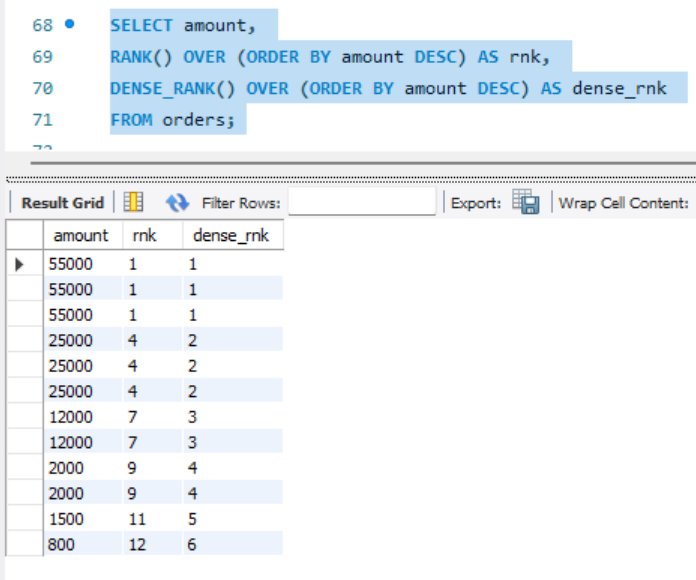 68 SELECT amount,
69 RANK() OVER (ORDER BY amount DESC) AS rnk,
70 DENSE_RANK() OVER (ORDER BY amount DESC) AS dense_rnk
71 FROM orders;
Result Grid Filter Rows: Export: Wrap Cell Content:
amount rnk dense_rnk
55000 1 1
55000 1 1
55000 1 1
25000 4 2
25000 4 2
25000 4 2
12000 7 3
12000 7 3
2000 9 4
2000 9 4
1500 11 5
800 12 6